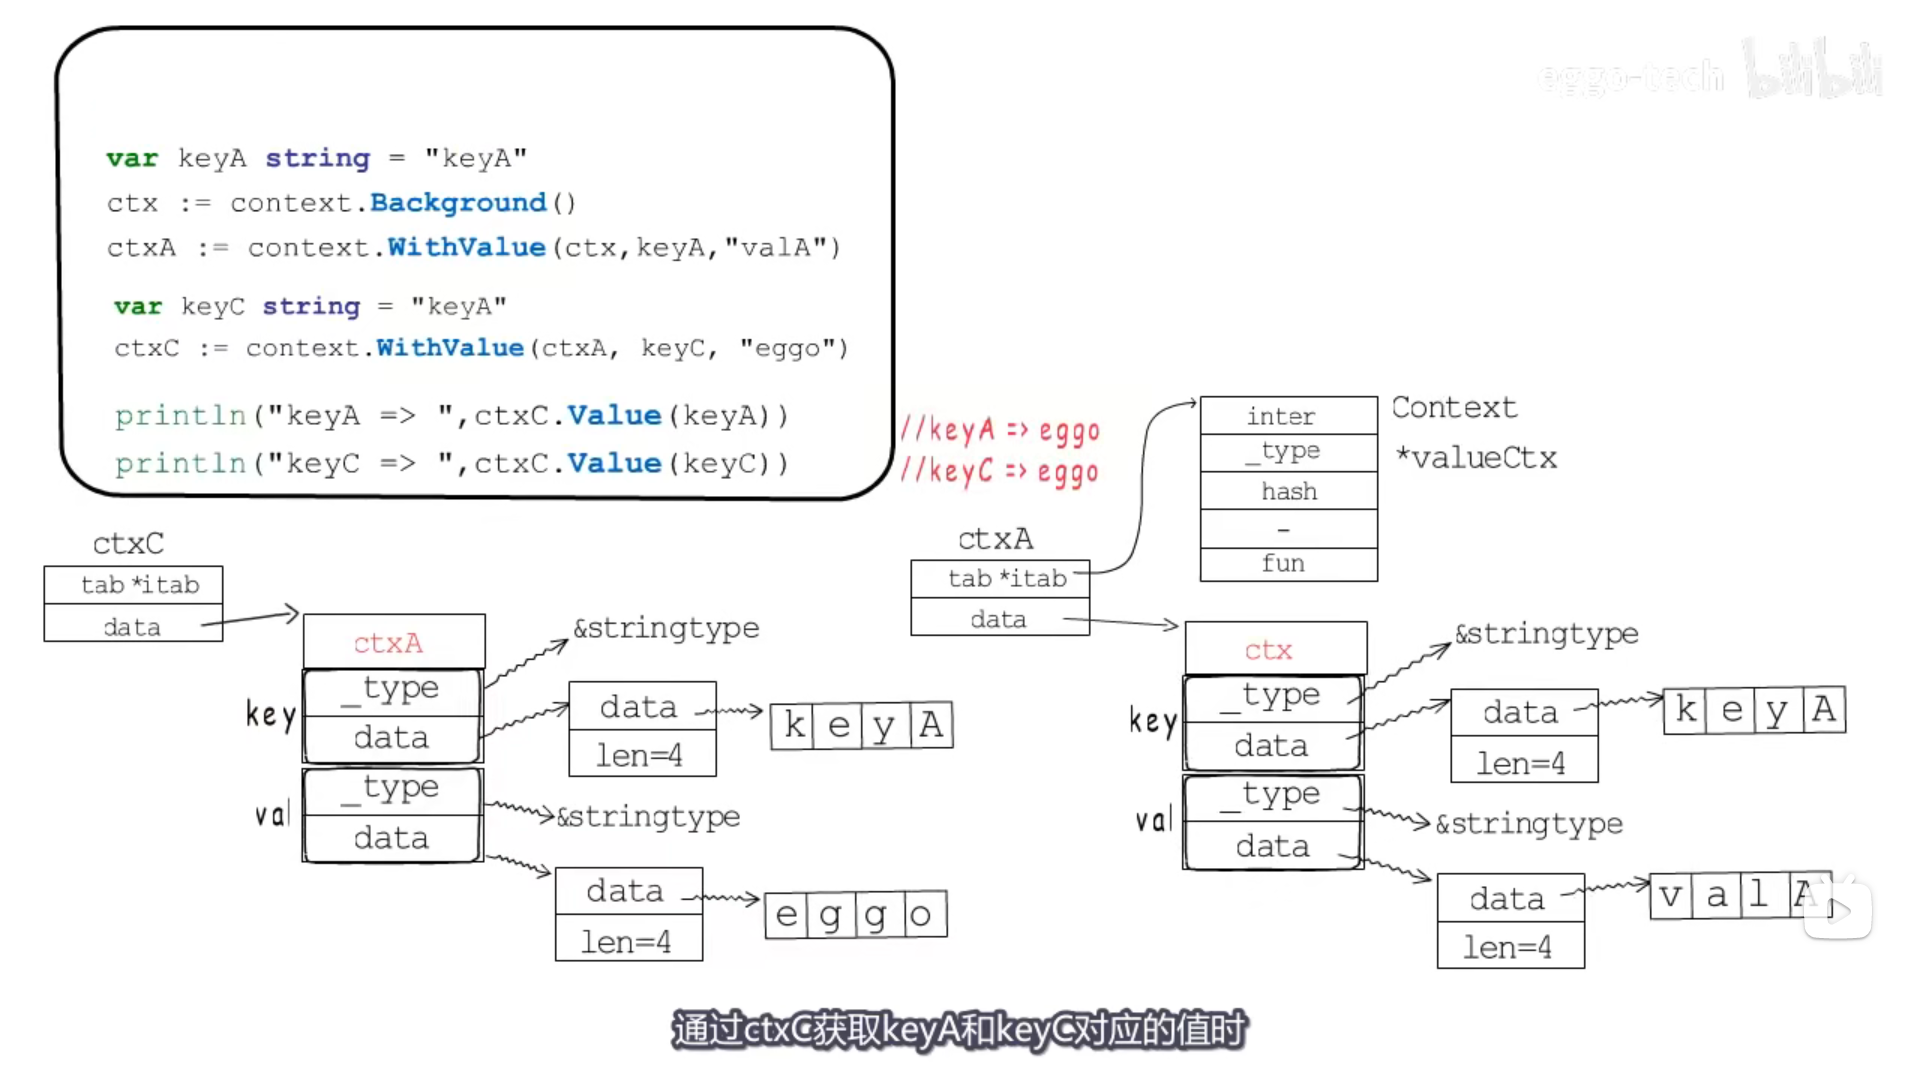 eggo-tech bilibili
var keyA string = "keyA"
ctx := context.Background()
ctxA := context.WithValue(ctx,keyA,"valA")
var keyC string = "keyA"
ctxC := context.WithValue(ctxA, keyC, "eggo")
println("keyA => ",ctxC.Value(keyA))
println("keyC => ",ctxC.Value(keyC))
//keyA => eggo
//keyC => eggo
inter
_type
hash
-
fun
Context
*valueCtx
ctxC
tab *itab
data
ctxA
_type
data
_type
data
key
val
&stringtype
data
len=4
k e y A
&stringtype
data
len=4
e g g o
ctxA
tab *itab
data
ctx
_type
data
_type
data
key
val
&stringtype
data
len=4
k e y A
&stringtype
data
len=4
v a l A
通过ctxC获取keyA和keyC对应的值时